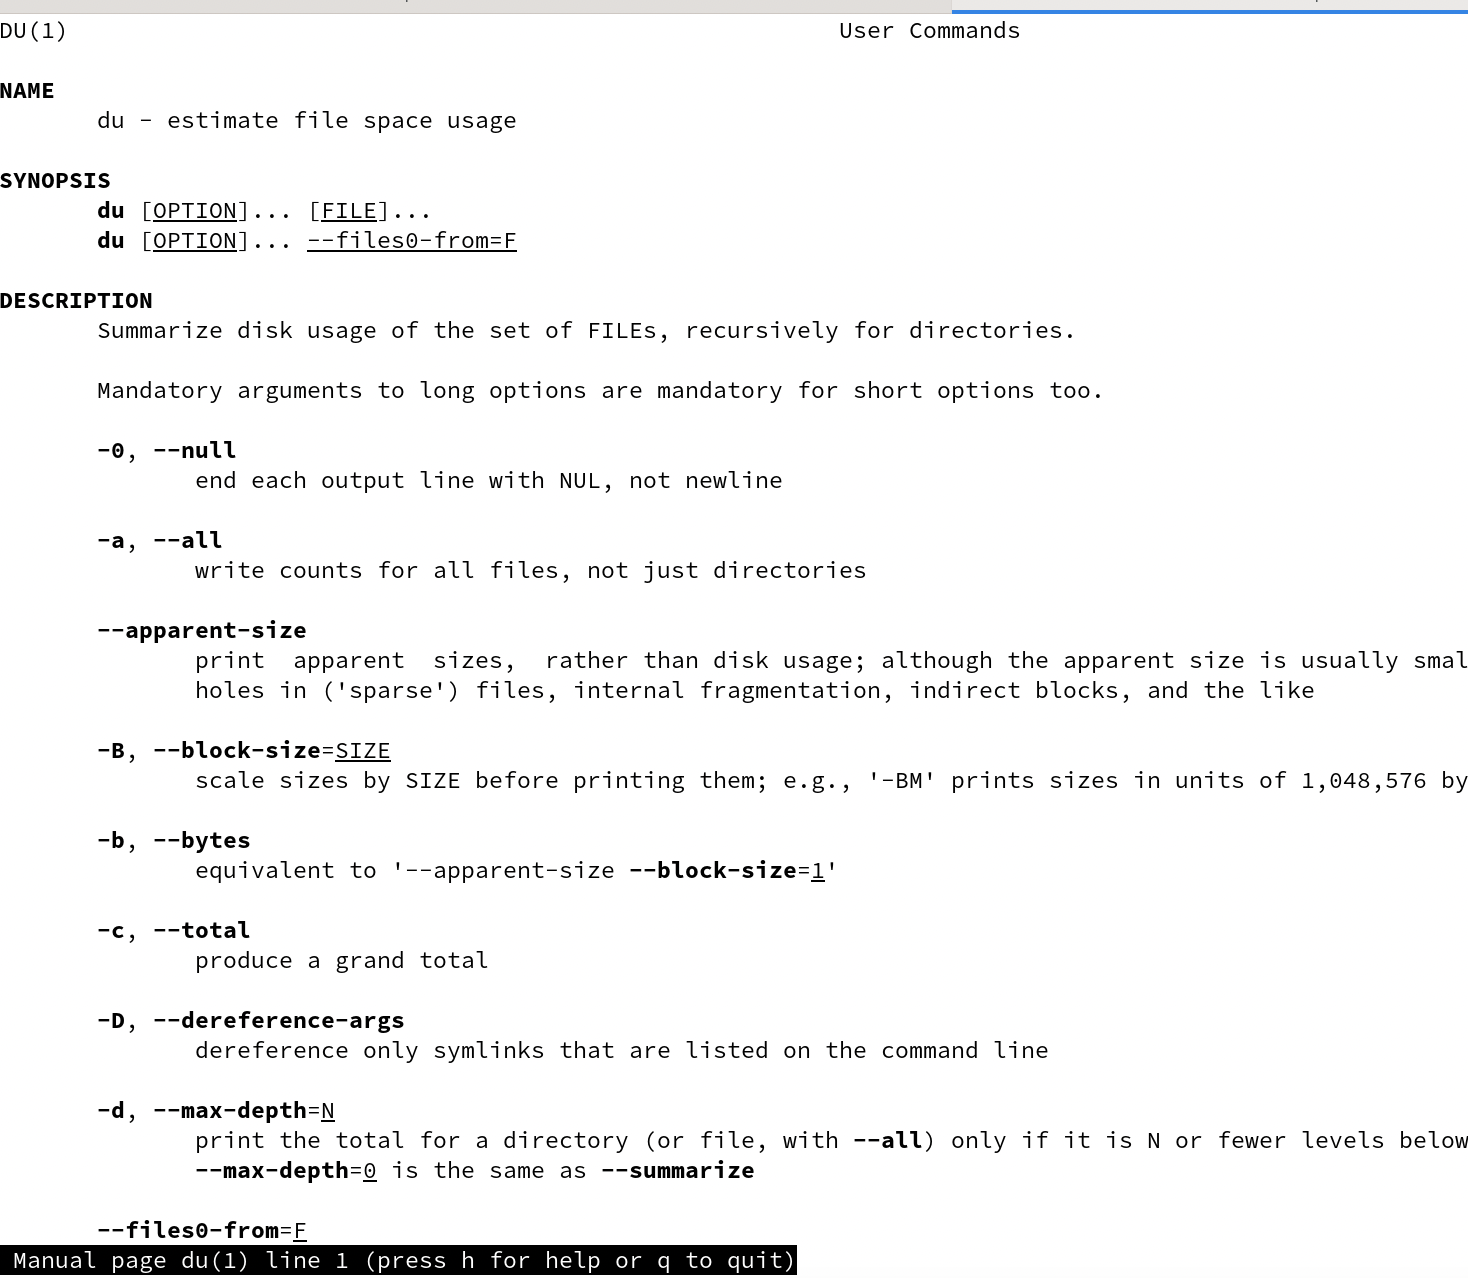 DU(1) User Commands
NAME
du - estimate file space usage
SYNOPSIS
du [OPTION]... [FILE]...
du [OPTION]... --files0-from=F
DESCRIPTION
Summarize disk usage of the set of FILEs, recursively for directories.
Mandatory arguments to long options are mandatory for short options too.
-0, --null
end each output line with NUL, not newline
-a, --all
write counts for all files, not just directories
--apparent-size
print  apparent  sizes,  rather than disk usage; although the apparent size is usually smal
holes in ('sparse') files, internal fragmentation, indirect blocks, and the like
-B, --block-size=SIZE
scale sizes by SIZE before printing them; e.g., '-BM' prints sizes in units of 1,048,576 by
-b, --bytes
equivalent to '--apparent-size --block-size=1'
-c, --total
produce a grand total
-D, --dereference-args
dereference only symlinks that are listed on the command line
-d, --max-depth=N
print the total for a directory (or file, with --all) only if it is N or fewer levels below
--max-depth=0 is the same as --summarize
--files0-from=F
Manual page du(1) line 1 (press h for help or q to quit)